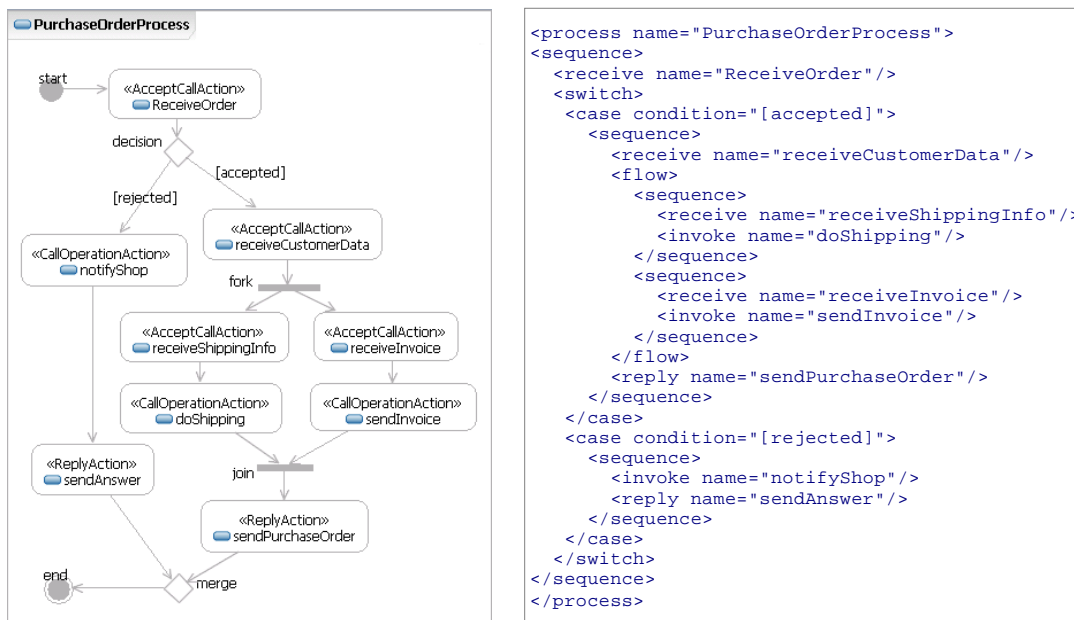 PurchaseOrderProcess
start
«AcceptCallAction»
ReceiveOrder
decision
[accepted]
[rejected]
«AcceptCallAction»
receiveCustomerData
«CallOperationAction»
notifyShop
fork
«AcceptCallAction»
receiveShippingInfo
«AcceptCallAction»
receiveInvoice
«CallOperationAction»
doShipping
«CallOperationAction»
sendInvoice
«ReplyAction»
sendAnswer
join
«ReplyAction»
sendPurchaseOrder
end
merge
<process name="PurchaseOrderProcess">
<sequence>
  <receive name="ReceiveOrder"/>
  <switch>
   <case condition="[accepted]">
     <sequence>
       <receive name="receiveCustomerData"/>
       <flow>
         <sequence>
           <receive name="receiveShippingInfo"/>
           <invoke name="doShipping"/>
         </sequence>
         <sequence>
           <receive name="receiveInvoice"/>
           <invoke name="sendInvoice"/>
         </sequence>
       </flow>
       <reply name="sendPurchaseOrder"/>
     </sequence>
   </case>
   <case condition="[rejected]">
     <sequence>
       <invoke name="notifyShop"/>
       <reply name="sendAnswer"/>
     </sequence>
   </case>
  </switch>
</sequence>
</process>